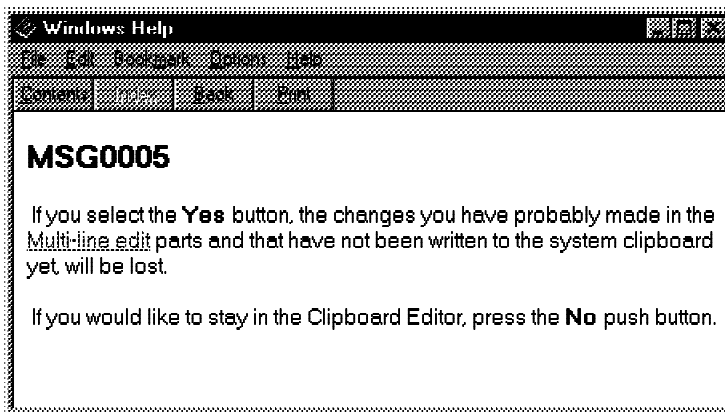 Windows Help
File Edit Bookmark Options Help
Contents Index Back Print
MSG0005
If you select the Yes button, the changes you have probably made in the
Multi-line edit parts and that have not been written to the system clipboard
yet, will be lost.
If you would like to stay in the Clipboard Editor, press the No push button.